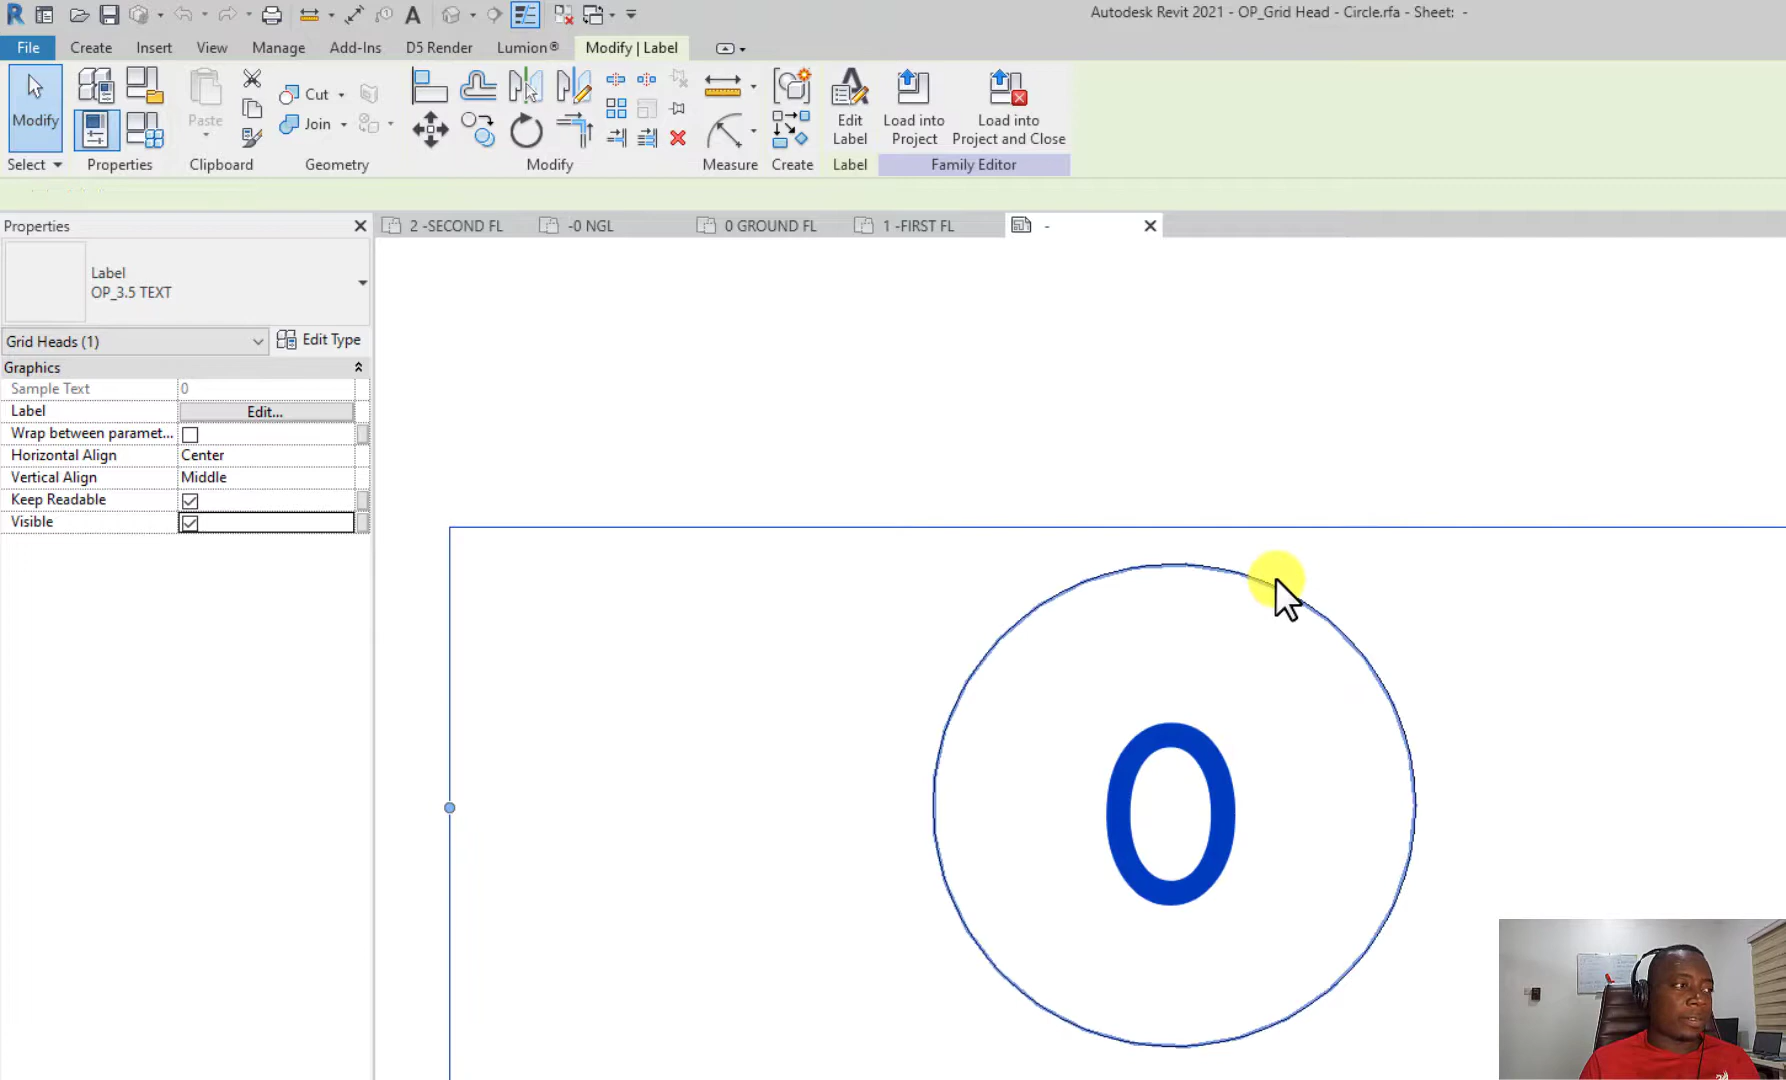 Autodesk Revit 2021 - OP_Grid Head - Circle.rfa - Sheet: -
File Create Insert View Manage Add-Ins D5 Render Lumion® Modify | Label
Modify Paste Cut Join Edit Label Load into Project Load into Project and Close
Select Properties Clipboard Geometry Modify Measure Create Label Family Editor
Properties 2 -SECOND FL -0 NGL 0 GROUND FL 1 -FIRST FL -
Label
OP_3.5 TEXT
Grid Heads (1) Edit Type
Graphics
Sample Text 0
Label Edit...
Wrap between paramet...
Horizontal Align Center
Vertical Align Middle
Keep Readable
Visible
0